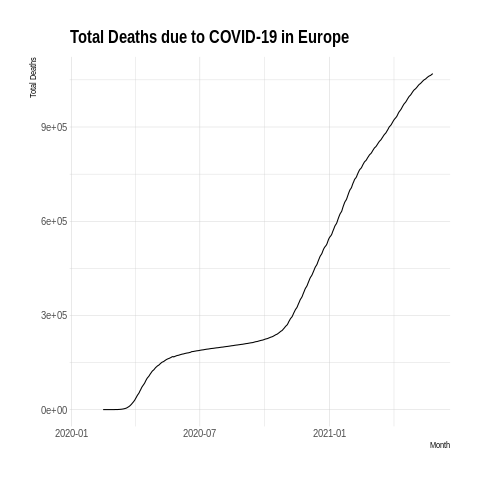 Total Deaths due to COVID-19 in Europe
Total Deaths
9e+05
6e+05
3e+05
0e+00
2020-01
2020-07
2021-01
Month